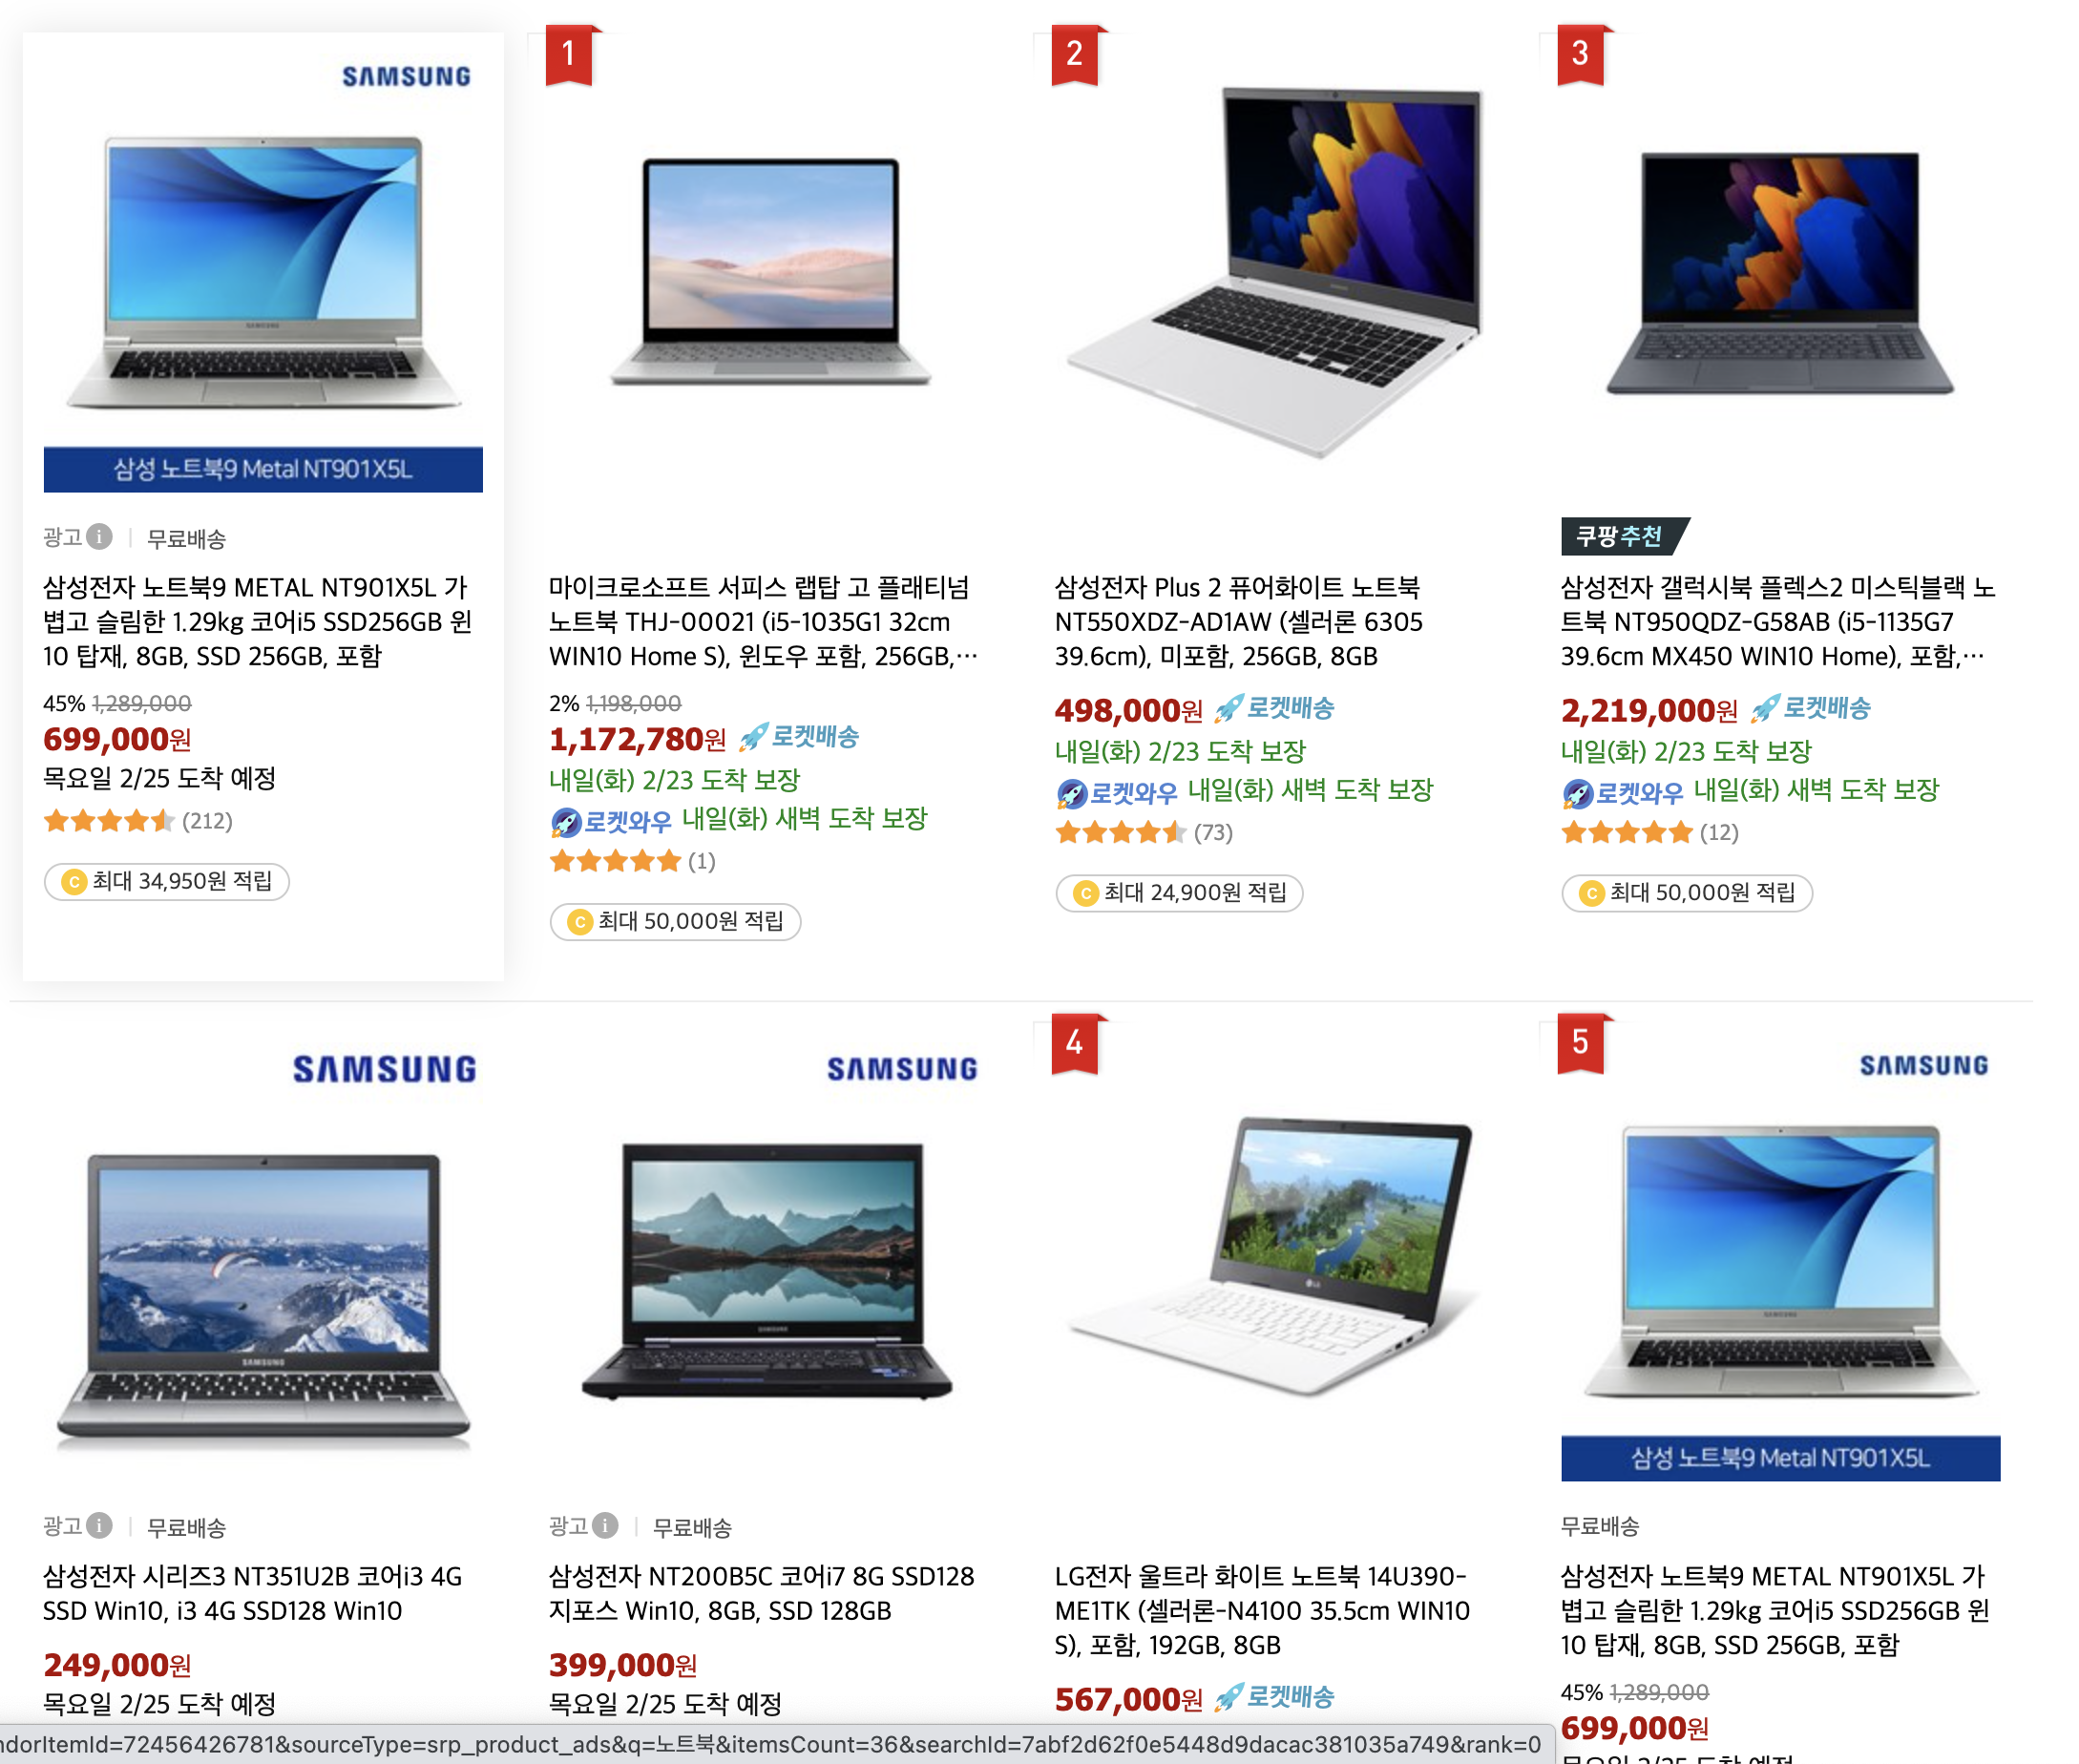 SAMSUNG
SAMSUNG
삼성 노트북9 Metal NT901X5L
광고 i | 무료배송
삼성전자 노트북9 METAL NT901X5L 가
볍고 슬림한 1.29kg 코어i5 SSD256GB 윈
10 탑재, 8GB, SSD 256GB, 포함
45% 1,289,000
699,000원
목요일 2/25 도착 예정
(212)
C 최대 34,950원 적립
1
마이크로소프트 서피스 랩탑 고 플래티넘
노트북 THJ-00021 (i5-1035G1 32cm
WIN10 Home S), 윈도우 포함, 256GB,…
2% 1,198,000
1,172,780원 로켓배송
내일(화) 2/23 도착 보장
로켓와우 내일(화) 새벽 도착 보장
(1)
C 최대 50,000원 적립
2
삼성전자 Plus 2 퓨어화이트 노트북
NT550XDZ-AD1AW (셀러론 6305
39.6cm), 미포함, 256GB, 8GB
498,000원 로켓배송
내일(화) 2/23 도착 보장
로켓와우 내일(화) 새벽 도착 보장
(73)
C 최대 24,900원 적립
3
쿠팡추천
삼성전자 갤럭시북 플렉스2 미스틱블랙 노
트북 NT950QDZ-G58AB (i5-1135G7
39.6cm MX450 WIN10 Home), 포함,…
2,219,000원 로켓배송
내일(화) 2/23 도착 보장
로켓와우 내일(화) 새벽 도착 보장
(12)
C 최대 50,000원 적립
SAMSUNG
SAMSUNG
광고 i | 무료배송
삼성전자 시리즈3 NT351U2B 코어i3 4G
SSD Win10, i3 4G SSD128 Win10
249,000원
목요일 2/25 도착 예정
SAMSUNG
SAMSUNG
광고 i | 무료배송
삼성전자 NT200B5C 코어i7 8G SSD128
지포스 Win10, 8GB, SSD 128GB
399,000원
목요일 2/25 도착 예정
4
LG
LG전자 울트라 화이트 노트북 14U390-
ME1TK (셀러론-N4100 35.5cm WIN10
S), 포함, 192GB, 8GB
567,000원 로켓배송
5
SAMSUNG
SAMSUNG
삼성 노트북9 Metal NT901X5L
무료배송
삼성전자 노트북9 METAL NT901X5L 가
볍고 슬림한 1.29kg 코어i5 SSD256GB 윈
10 탑재, 8GB, SSD 256GB, 포함
45% 1,289,000
699,000원
ndorItemId=72456426781&sourceType=srp_product_ads&q=노트북&itemsCount=36&searchId=7abf2d62f0e5448d9dacac381035a749&rank=0